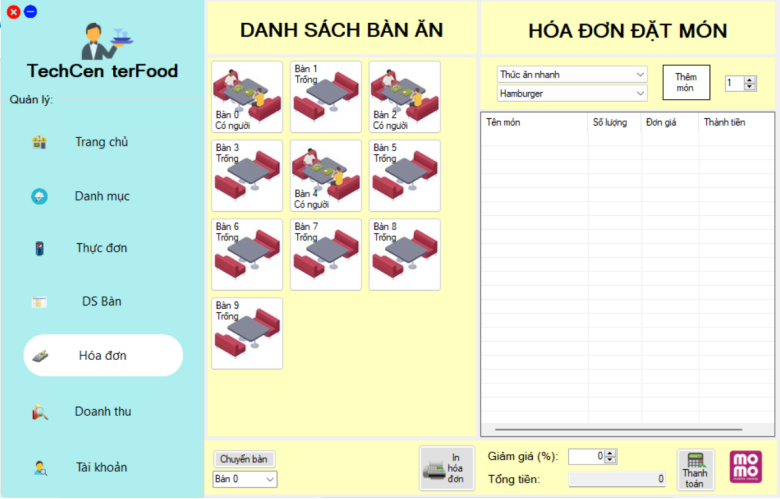 TechCen terFood
Quản lý:
Trang chủ
Danh mục
Thực đơn
DS Bàn
Hóa đơn
Doanh thu
Tài khoản
DANH SÁCH BÀN ĂN
Bàn 0
Có người
Bàn 1
Trống
Bàn 2
Có người
Bàn 3
Trống
Bàn 4
Có người
Bàn 5
Trống
Bàn 6
Trống
Bàn 7
Trống
Bàn 8
Trống
Bàn 9
Trống
Chuyển bàn
Bàn 0
In
hóa
đơn
HÓA ĐƠN ĐẶT MÓN
Thức ăn nhanh
Hamburger
Thêm
món
1
Tên món Số lượng Đơn giá Thành tiền
Giảm giá (%): 0
Tổng tiền: 0
Thanh
toán
mo
mo